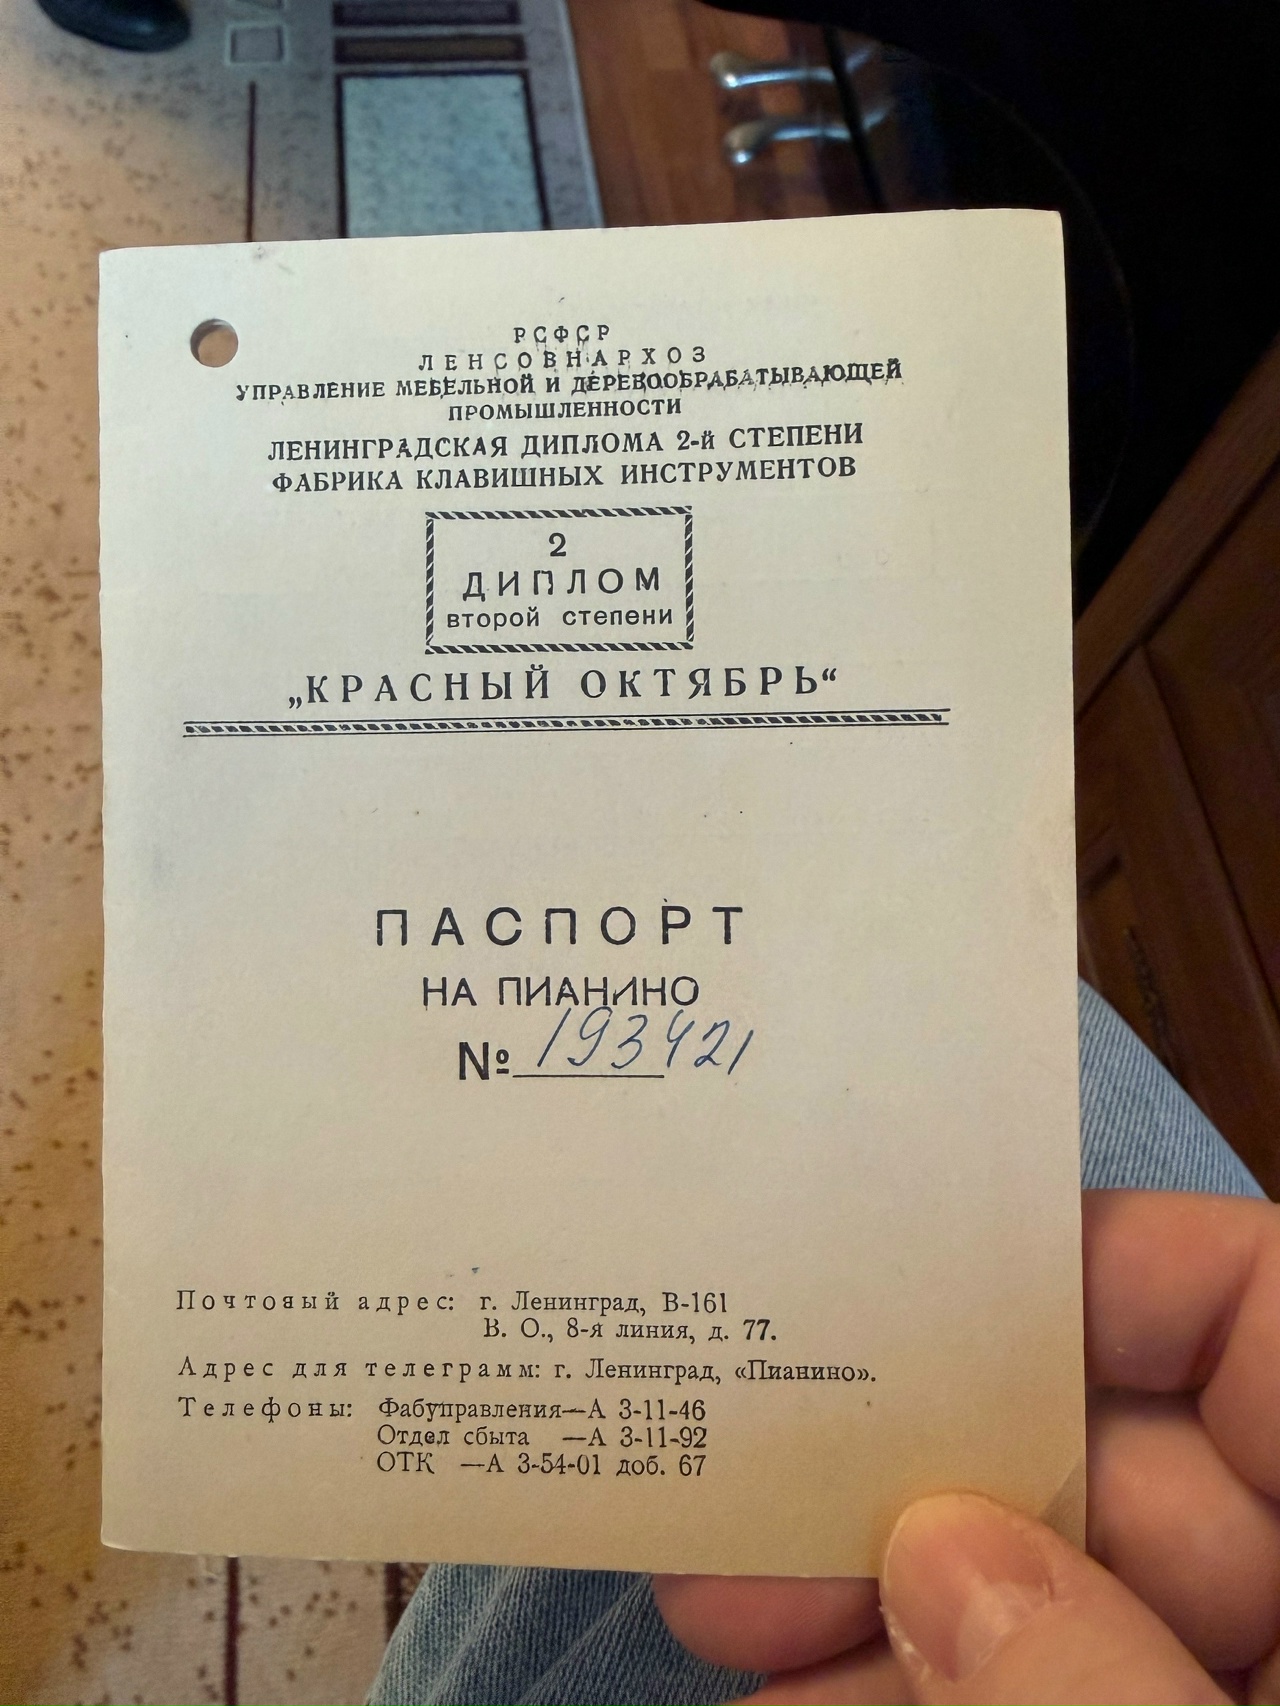 РСФСР
ЛЕНСОВНАРХОЗ
УПРАВЛЕНИЕ МЕБЕЛЬНОЙ И ДЕРЕВООБРАБАТЫВАЮЩЕЙ
ПРОМЫШЛЕННОСТИ
ЛЕНИНГРАДСКАЯ ДИПЛОМА 2-й СТЕПЕНИ
ФАБРИКА КЛАВИШНЫХ ИНСТРУМЕНТОВ
2
ДИПЛОМ
второй степени
„КРАСНЫЙ ОКТЯБРЬ“
ПАСПОРТ
НА ПИАНИНО
№ 193421
Почтовый адрес: г. Ленинград, В-161
В. О., 8-я линия, д. 77.
Адрес для телеграмм: г. Ленинград, «Пианино».
Телефоны: Фабуправления—А 3-11-46
Отдел сбыта —А 3-11-92
ОТК —А 3-54-01 доб. 67